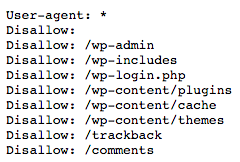 User-agent: *
Disallow:
Disallow: /wp-admin
Disallow: /wp-includes
Disallow: /wp-login.php
Disallow: /wp-content/plugins
Disallow: /wp-content/cache
Disallow: /wp-content/themes
Disallow: /trackback
Disallow: /comments